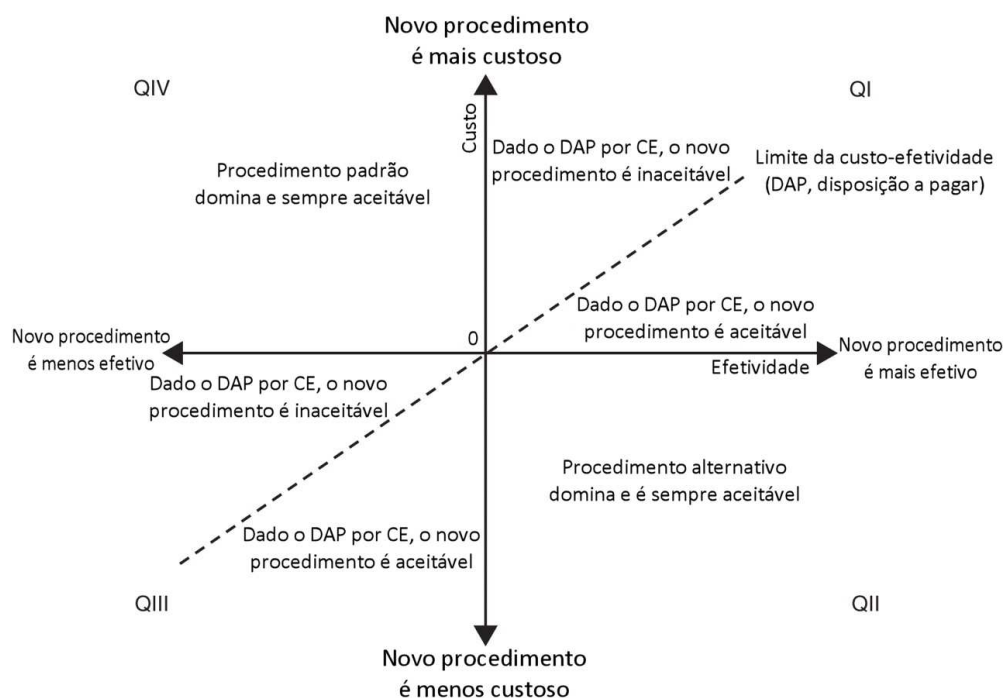 Novo procedimento
é mais custoso
QIV
QI
Custo
Dado o DAP por CE, o novo
procedimento é inaceitável
Limite da custo-efetividade
(DAP, disposição a pagar)
Procedimento padrão
domina e sempre aceitável
Dado o DAP por CE, o novo
procedimento é aceitável
Novo procedimento
é menos efetivo
0
Efetividade
Novo procedimento
é mais efetivo
Dado o DAP por CE, o novo
procedimento é inaceitável
Procedimento alternativo
domina e é sempre aceitável
Dado o DAP por CE, o novo
procedimento é aceitável
QIII
QII
Novo procedimento
é menos custoso